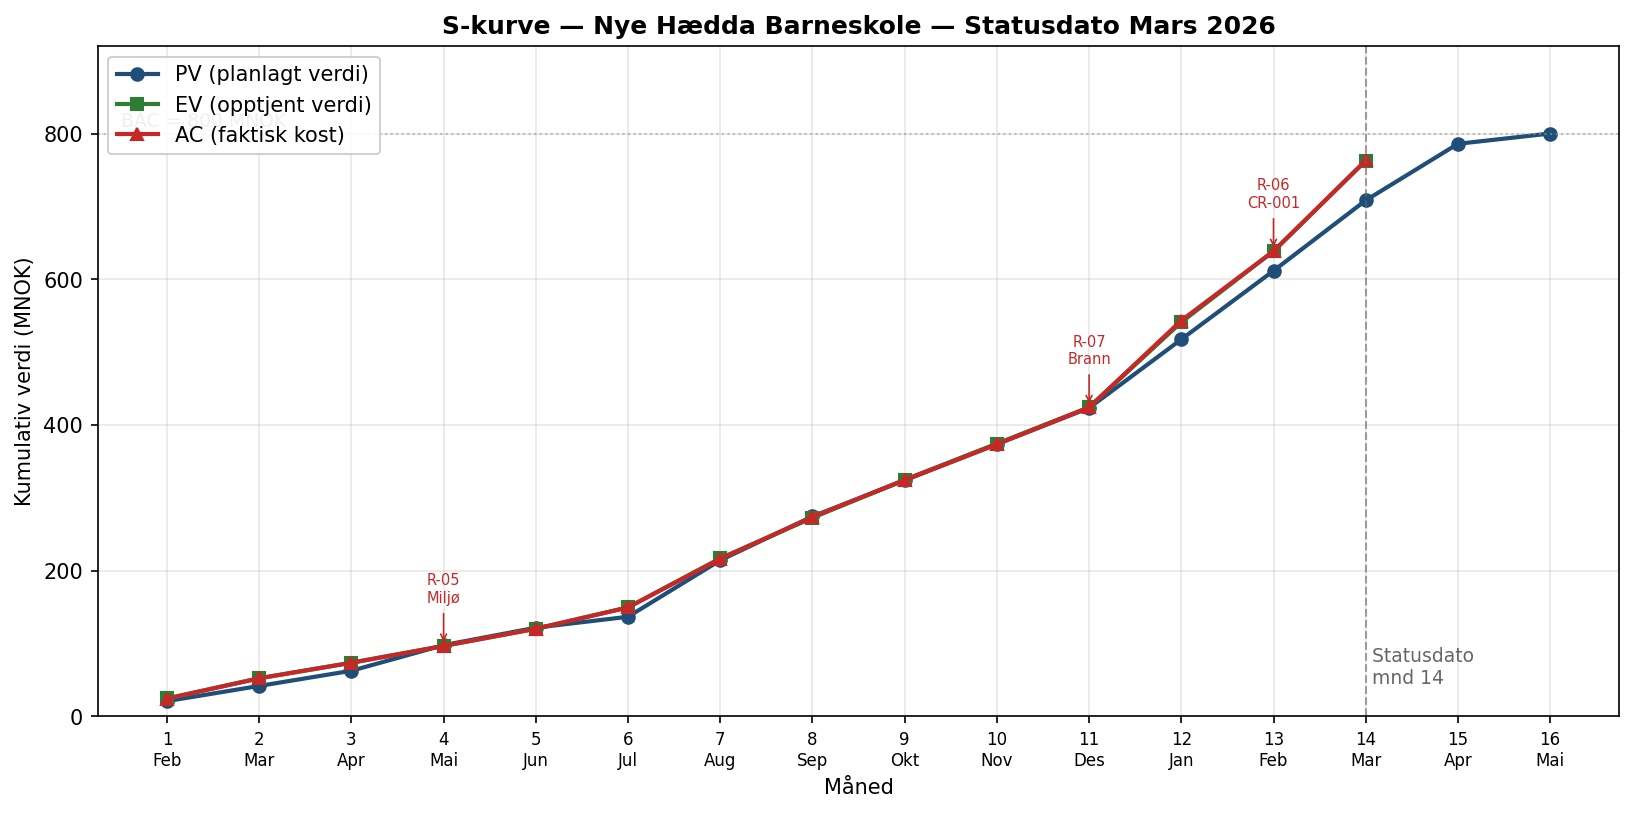 S-kurve — Nye Hædda Barneskole — Statusdato Mars 2026
PV (planlagt verdi)
EV (opptjent verdi)
BAC = 800 MNOK
AC (faktisk kost)
Kumulativ verdi (MNOK)
800
600
400
200
0
R-05
Miljø
R-07
Brann
R-06
CR-001
Statusdato
mnd 14
1 2 3 4 5 6 7 8 9 10 11 12 13 14 15 16
Feb Mar Apr Mai Jun Jul Aug Sep Okt Nov Des Jan Feb Mar Apr Mai
Måned